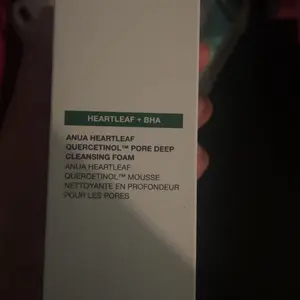 HEARTLEAF + BHA
ANUA HEARTLEAF
QUERCETINOL™ PORE DEEP
CLEANSING FOAM
ANUA HEARTLEAF
QUERCETINOL™ MOUSSE
NETTOYANTE EN PROFONDEUR
POUR LES PORES